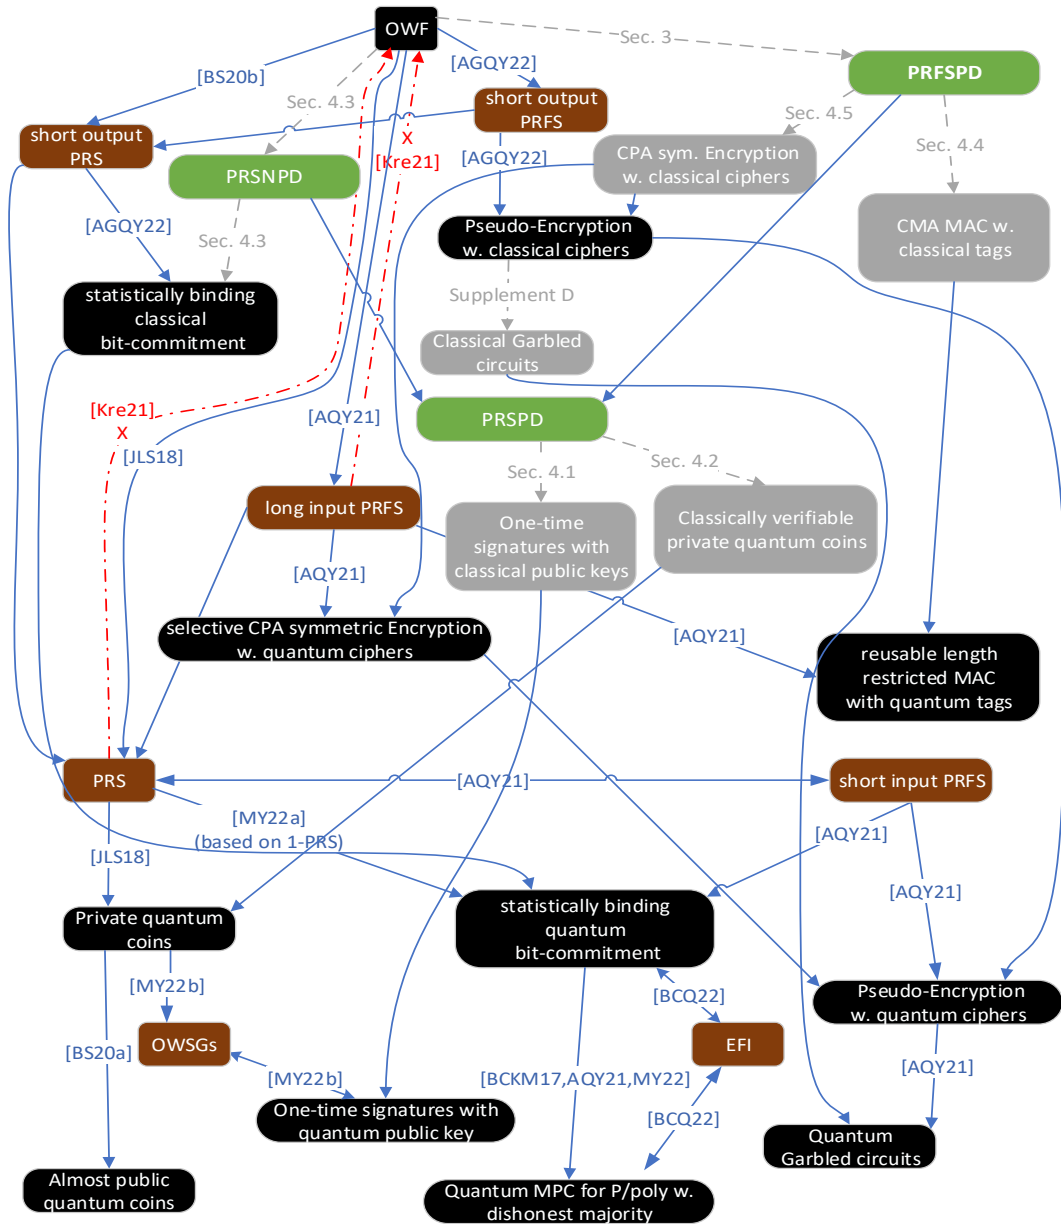 OWF
Sec. 3
[BS20b]
[AGQY22]
PRFSPD
Sec. 4.3
short output
PRFS
Sec. 4.5
short output
PRS
X
[Kre21]
[AGQY22]
CPA sym. Encryption
w. classical ciphers
Sec. 4.4
PRSNPD
[AGQY22]
Sec. 4.3
Pseudo-Encryption
w. classical ciphers
CMA MAC w.
classical tags
statistically binding
classical
bit-commitment
Supplement D
Classical Garbled
circuits
[Kre21]
X
[AQY21]
PRSPD
[JLS18]
Sec. 4.1
Sec. 4.2
long input PRFS
One-time
signatures with
classical public keys
Classically verifiable
private quantum coins
[AQY21]
selective CPA symmetric Encryption
w. quantum ciphers
[AQY21]
reusable length
restricted MAC
with quantum tags
PRS
[AQY21]
short input PRFS
[MY22a]
(based on 1-PRS)
[AQY21]
[JLS18]
[AQY21]
Private quantum
coins
statistically binding
quantum
bit-commitment
[MY22b]
[BCQ22]
Pseudo-Encryption
w. quantum ciphers
OWSGs
EFI
[BS20a]
[MY22b]
[BCKM17,AQY21,MY22]
[AQY21]
One-time signatures with
quantum public key
[BCQ22]
Quantum
Garbled circuits
Almost public
quantum coins
Quantum MPC for P/poly w.
dishonest majority